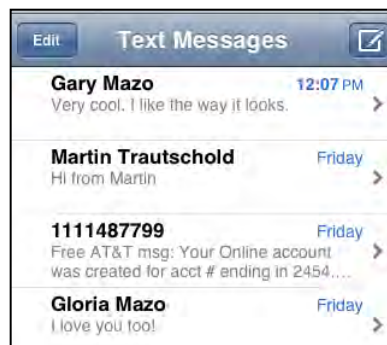 Edit
Text Messages
Gary Mazo 12:07 PM
Very cool. I like the way it looks.
Martin Trautschold Friday
Hi from Martin
1111487799 Friday
Free AT&T msg: Your Online account
was created for acct # ending in 2454....
Gloria Mazo Friday
I love you too!